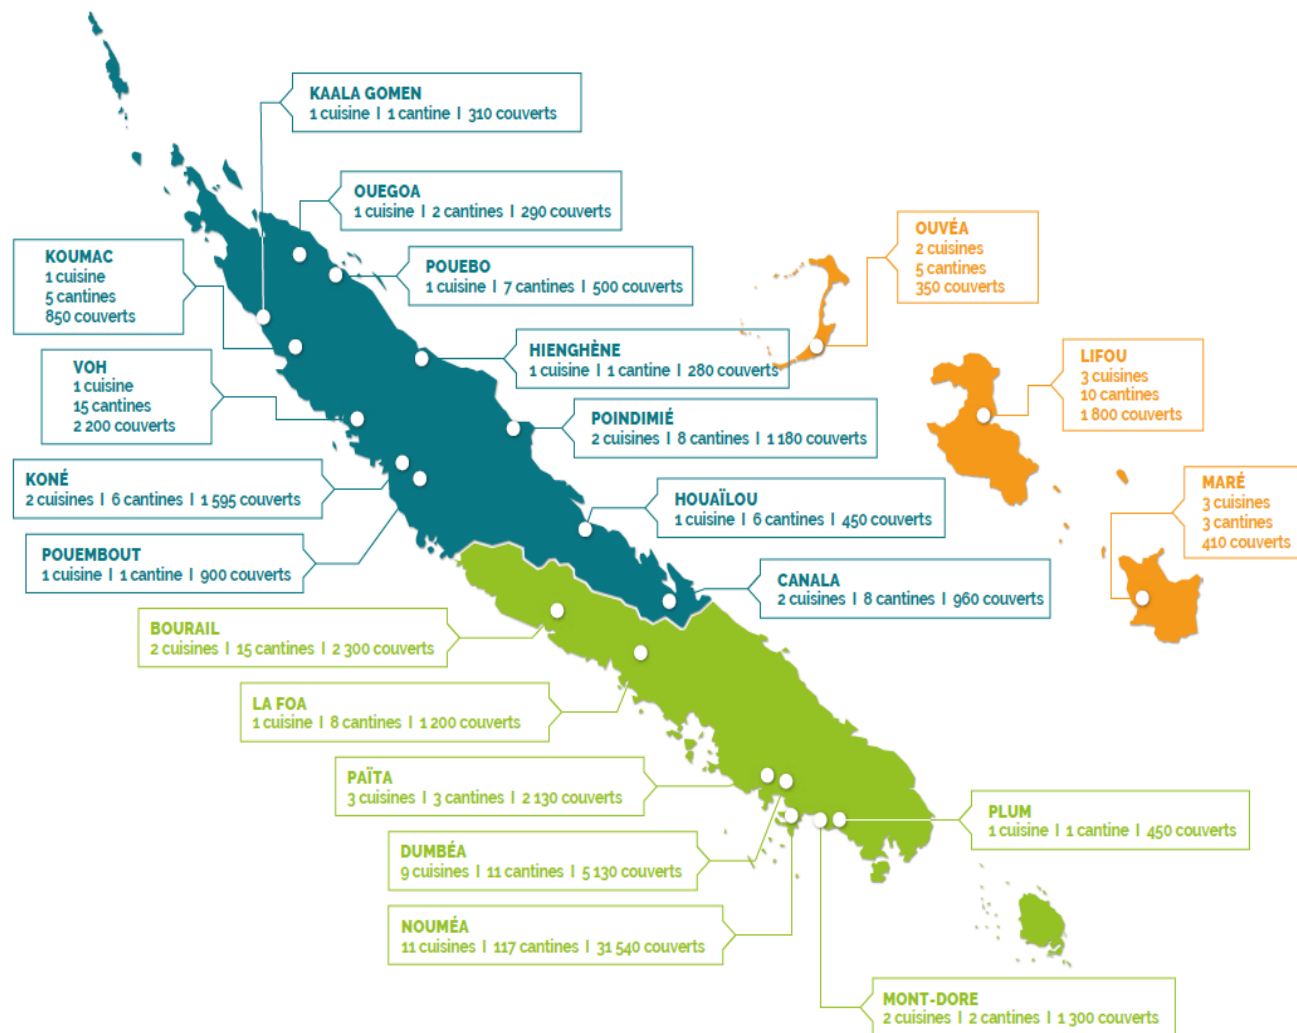 KAALA GOMEN
1 cuisine I 1 cantine I 310 couverts
OUEGOA
1 cuisine I 2 cantines I 290 couverts
OUVÉA
2 cuisines
5 cantines
350 couverts
KOUMAC
1 cuisine
5 cantines
850 couverts
POUEBO
1 cuisine I 7 cantines I 500 couverts
HIENGHÈNE
1 cuisine I 1 cantine I 280 couverts
LIFOU
3 cuisines
10 cantines
1 800 couverts
VOH
1 cuisine
15 cantines
2 200 couverts
POINDIMIÉ
2 cuisines I 8 cantines I 1 180 couverts
KONÉ
2 cuisines I 6 cantines I 1 595 couverts
HOUAÏLOU
1 cuisine I 6 cantines I 450 couverts
MARÉ
3 cuisines
3 cantines
410 couverts
POUEMBOUT
1 cuisine I 1 cantine I 900 couverts
CANALA
2 cuisines I 8 cantines I 960 couverts
BOURAIL
2 cuisines I 15 cantines I 2 300 couverts
LA FOA
1 cuisine I 8 cantines I 1 200 couverts
PAÏTA
3 cuisines I 3 cantines I 2 130 couverts
PLUM
1 cuisine I 1 cantine I 450 couverts
DUMBÉA
9 cuisines I 11 cantines I 5 130 couverts
NOUMÉA
11 cuisines I 117 cantines I 31 540 couverts
MONT-DORE
2 cuisines I 2 cantines I 1 300 couverts